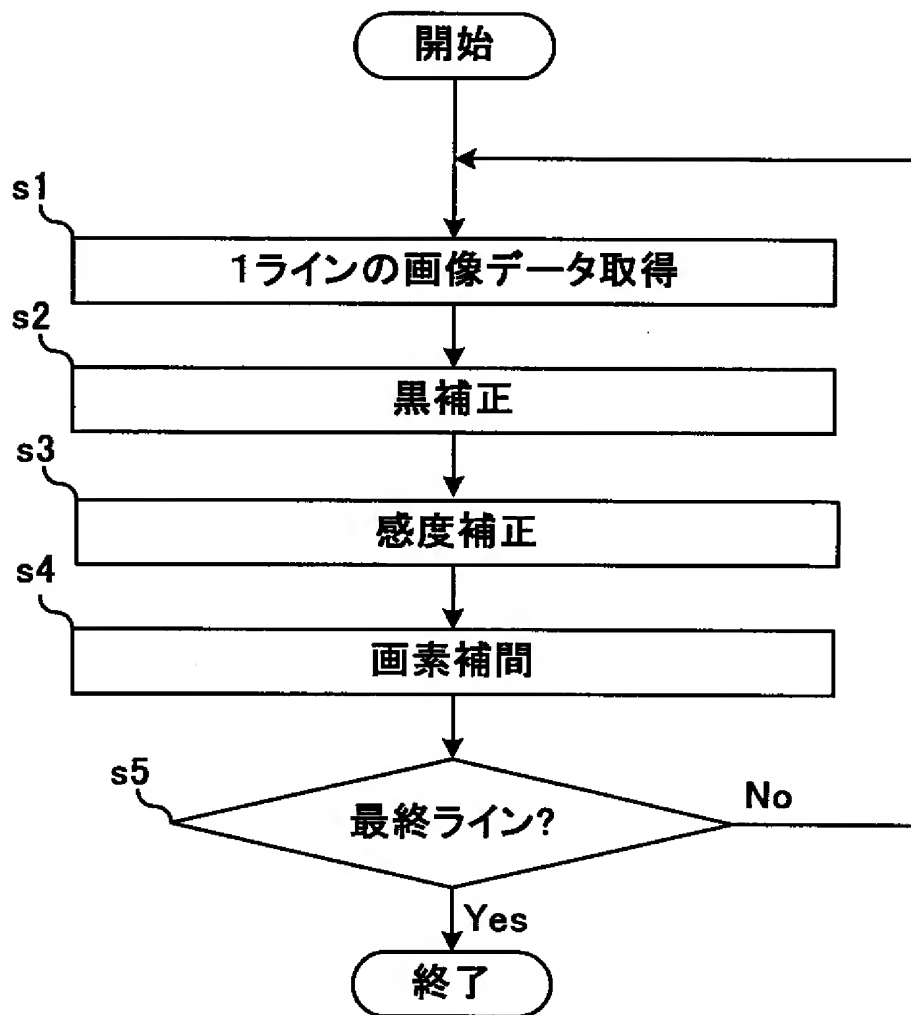 開始
s1
1ラインの画像データ取得
s2
黒補正
s3
感度補正
s4
画素補間
s5
最終ライン?
No
Yes
終了